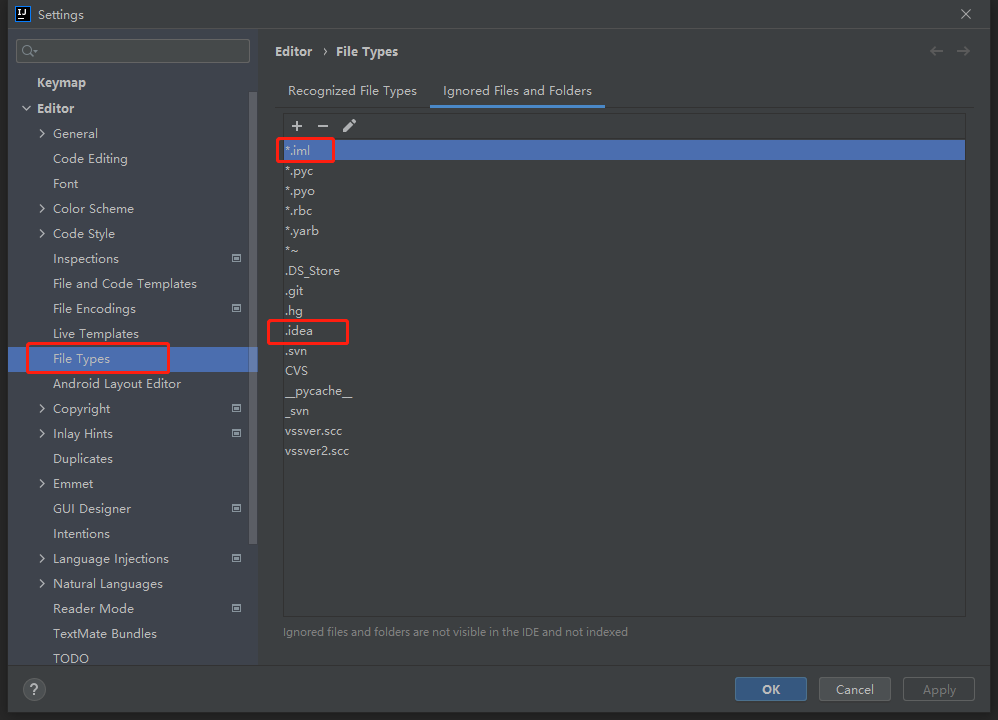 Settings
Keymap
Editor
General
Code Editing
Font
Color Scheme
Code Style
Inspections
File and Code Templates
File Encodings
Live Templates
File Types
Android Layout Editor
Copyright
Inlay Hints
Duplicates
Emmet
GUI Designer
Intentions
Language Injections
Natural Languages
Reader Mode
TextMate Bundles
TODO
Editor › File Types
Recognized File Types Ignored Files and Folders
*.iml
*.pyc
*.pyo
*.rbc
*.yarb
*~
.DS_Store
.git
.hg
.idea
.svn
CVS
__pycache__
_svn
vssver.scc
vssver2.scc
Ignored files and folders are not visible in the IDE and not indexed
? OK Cancel Apply